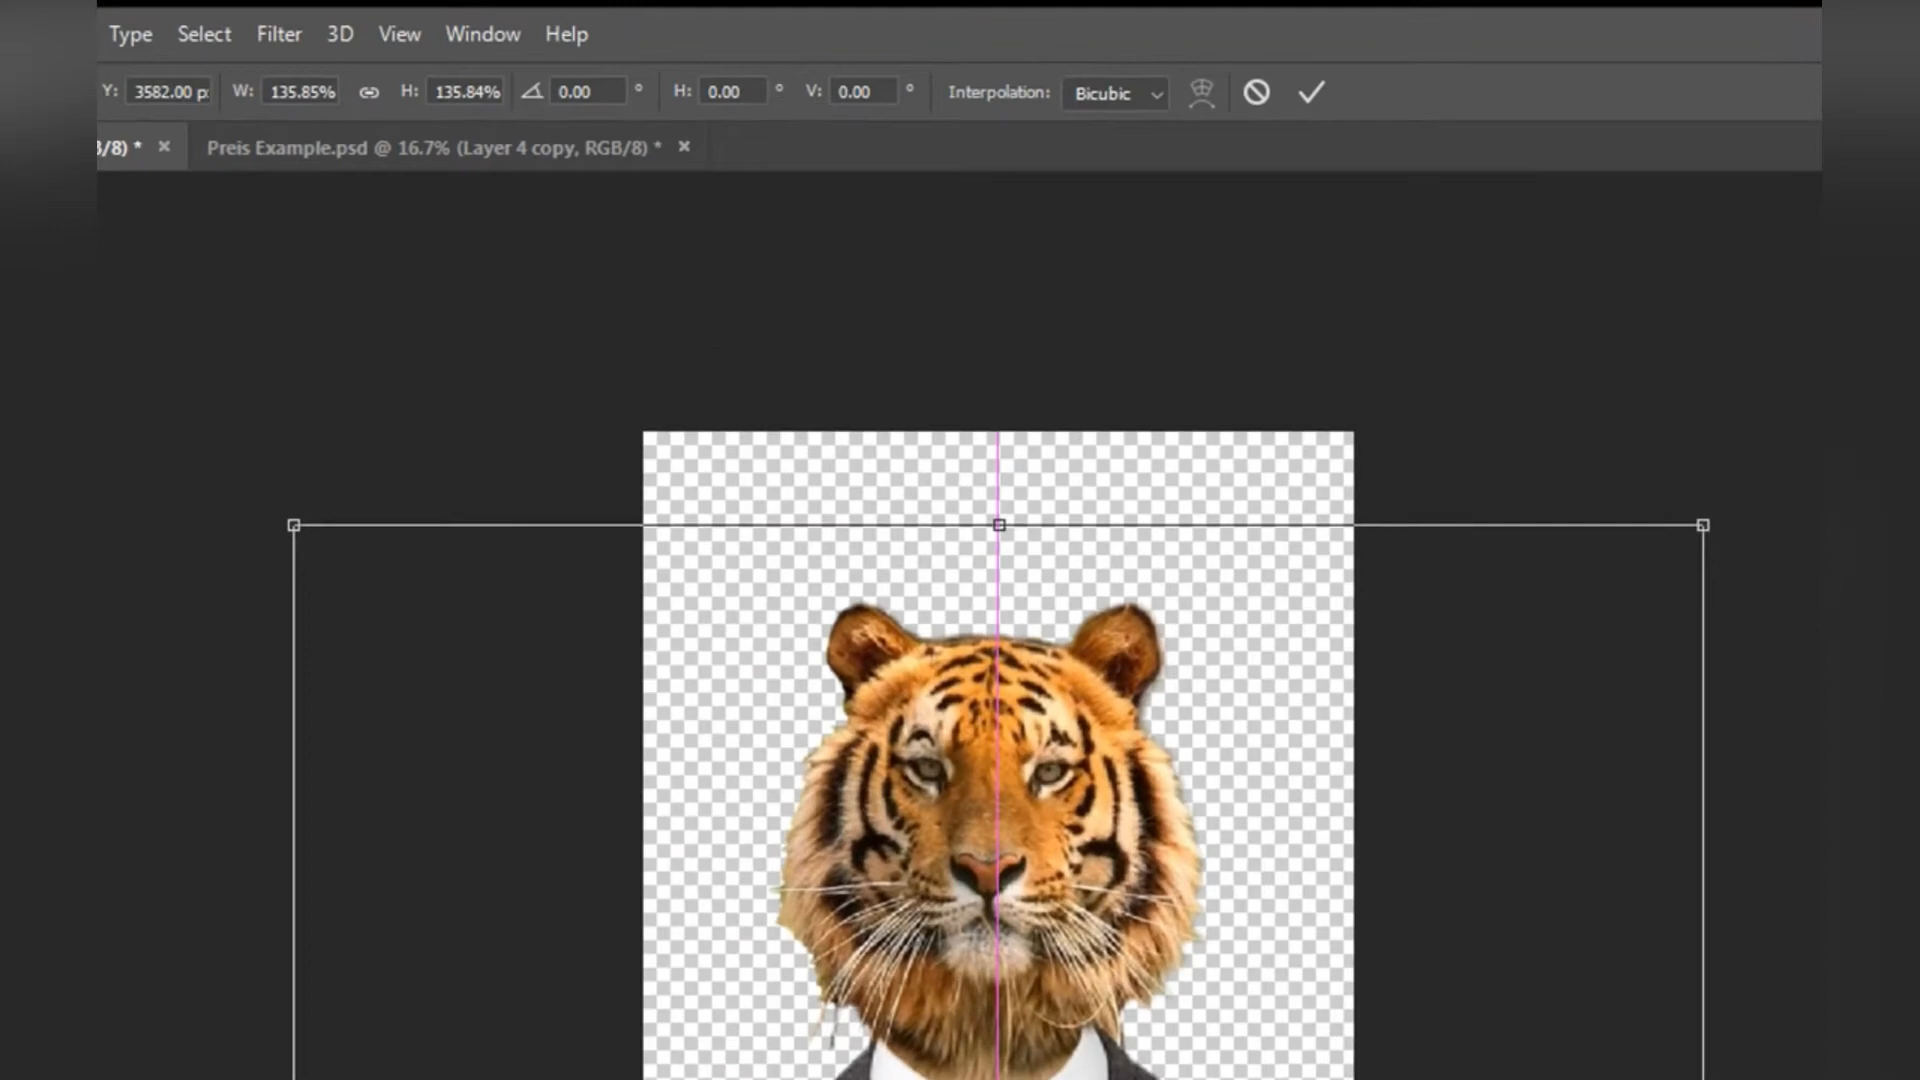 Type Select Filter 3D View Window Help
Y: 3582.00 p W: 135.85% H: 135.84% 0.00 ° H: 0.00 ° V: 0.00 ° Interpolation: Bicubic
/8) * × Preis Example.psd @ 16.7% (Layer 4 copy, RGB/8) * ×